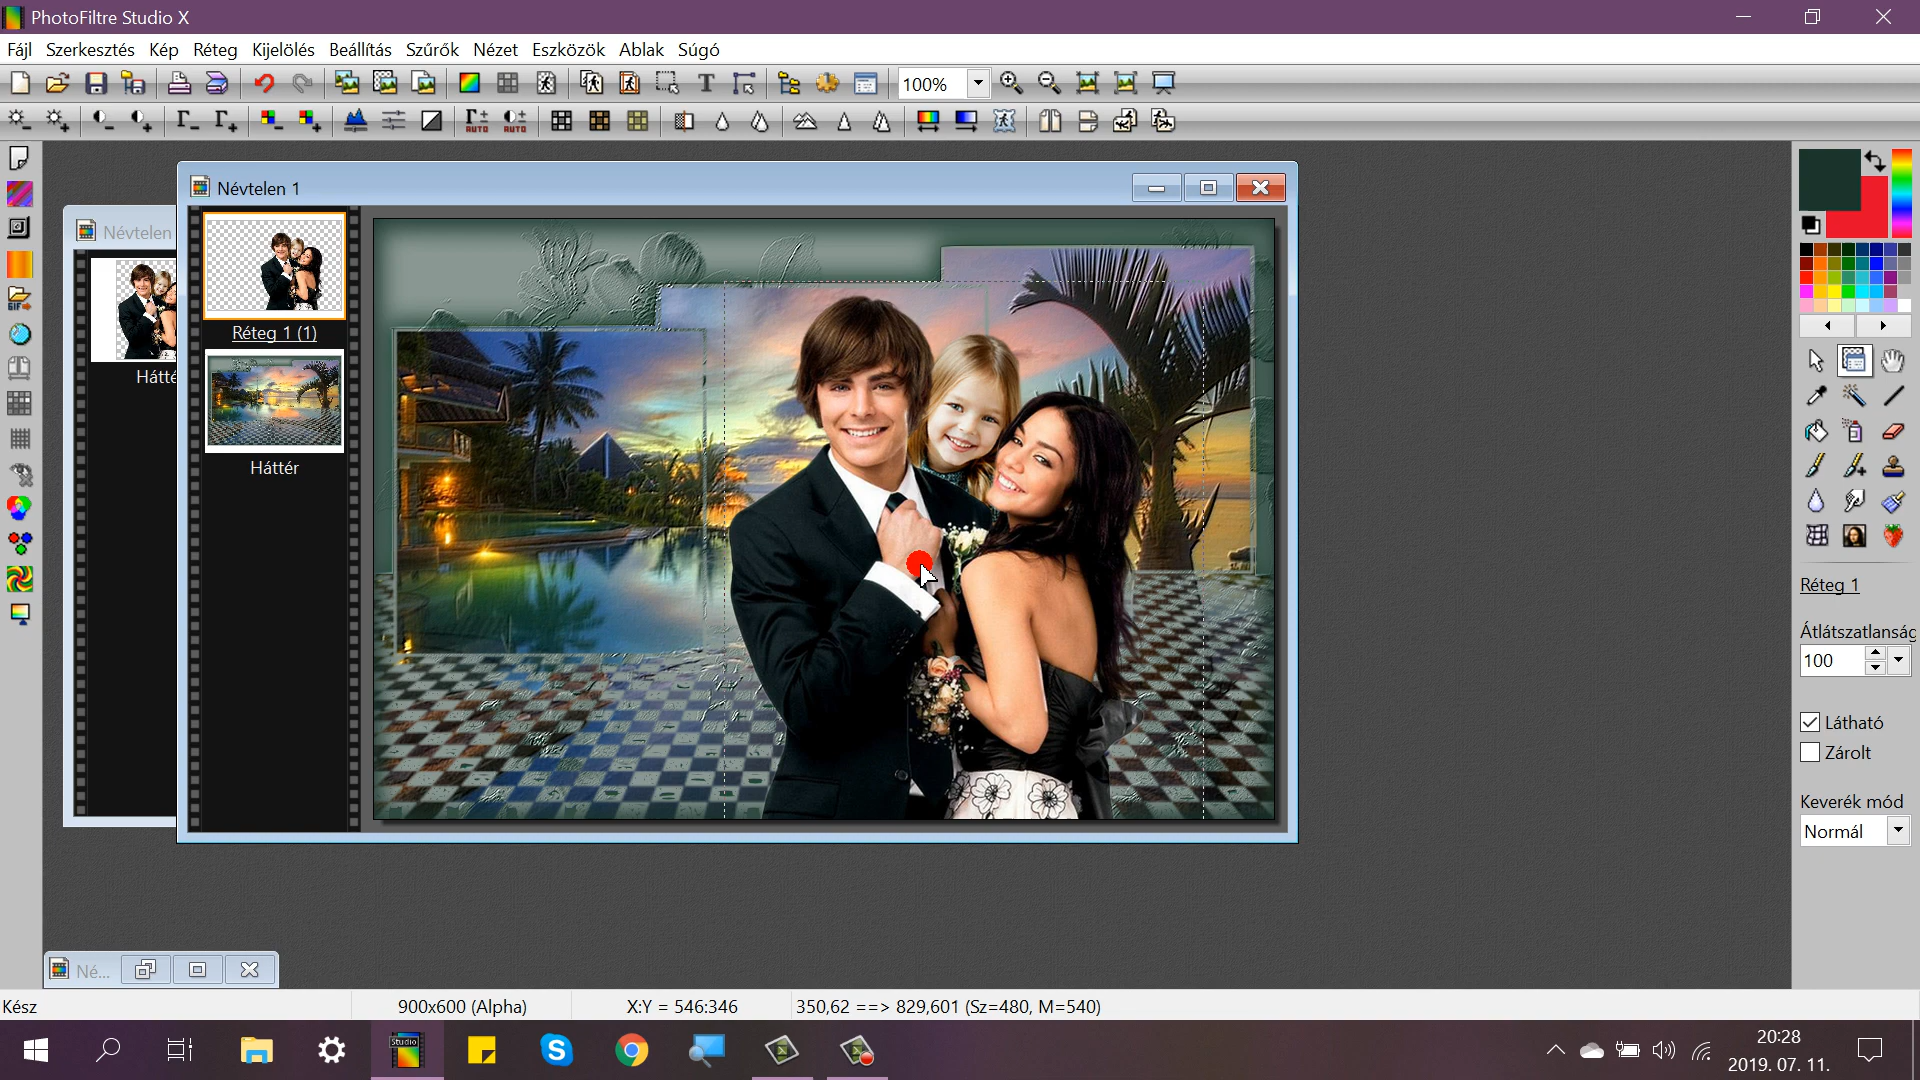 PhotoFiltre Studio X
Fájl Szerkesztés Kép Réteg Kijelölés Beállítás Szűrők Nézet Eszközök Ablak Súgó
100%
Névtelen 1
Névtelen
Réteg 1 (1)
Hátté
Háttér
Réteg 1
Átlátszatlanság
100
Látható
Zárolt
Keverék mód
Normál
Né...
Kész
900x600 (Alpha)
X:Y = 546:346
350,62 ==> 829,601 (Sz=480, M=540)
Studio
20:28
2019. 07. 11.